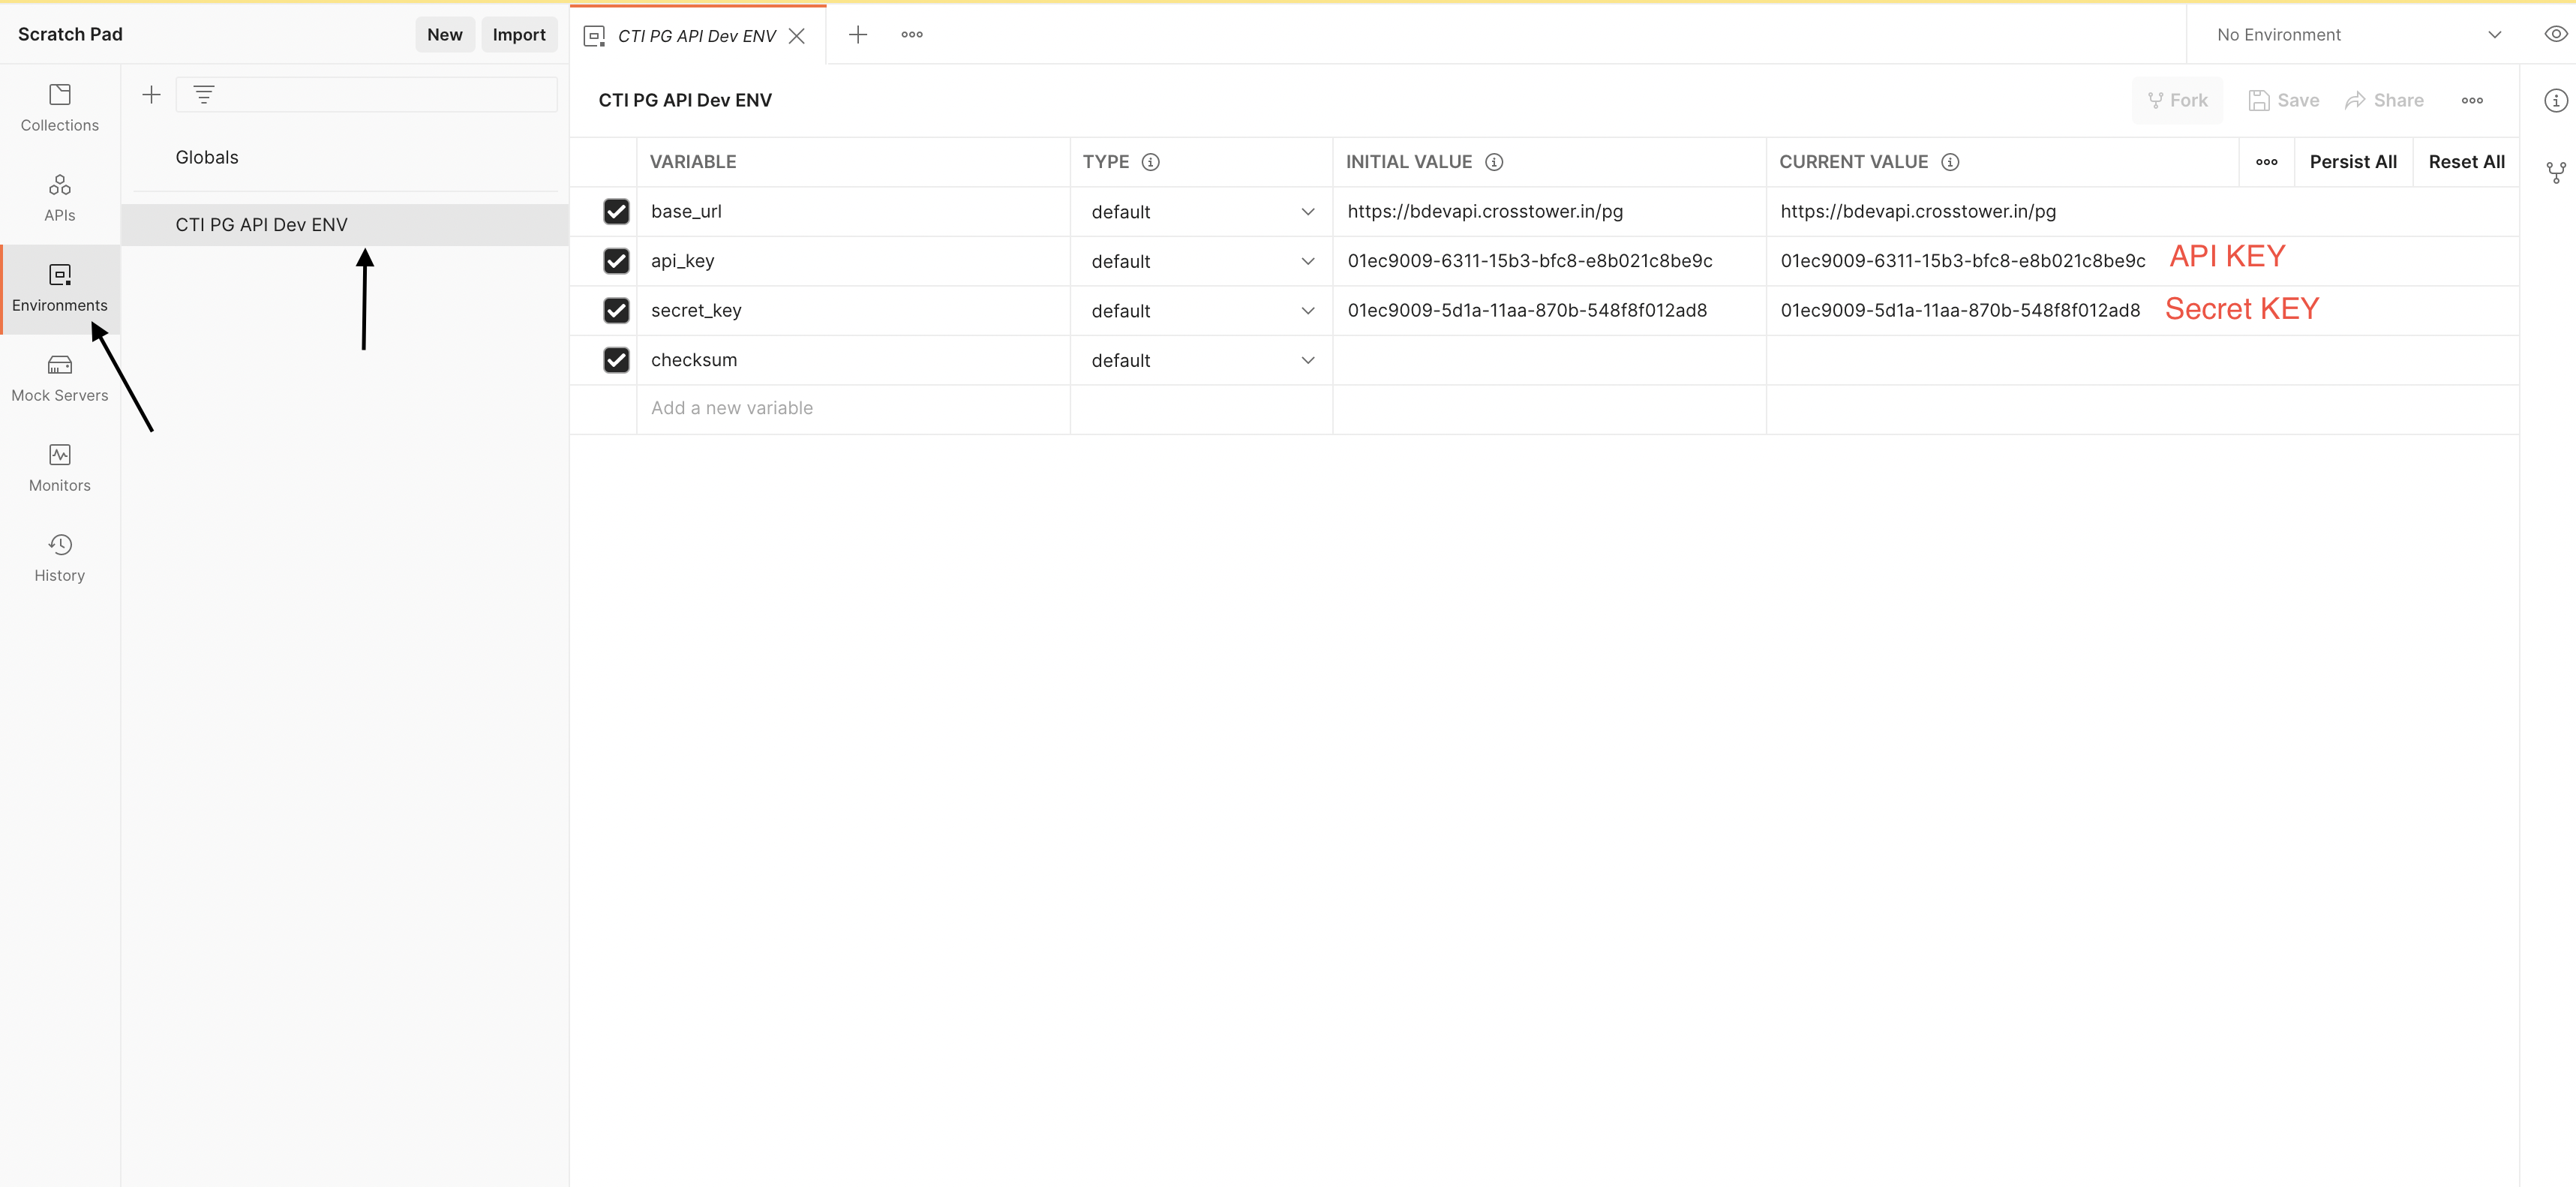 Scratch Pad
New
Import
CTI PG API Dev ENV
No Environment
Collections
APIs
Environments
Mock Servers
Monitors
History
Globals
CTI PG API Dev ENV
CTI PG API Dev ENV
Fork
Save
Share
VARIABLE TYPE INITIAL VALUE CURRENT VALUE Persist All Reset All
base_url default https://bdevapi.crosstower.in/pg https://bdevapi.crosstower.in/pg
api_key default 01ec9009-6311-15b3-bfc8-e8b021c8be9c 01ec9009-6311-15b3-bfc8-e8b021c8be9c API KEY
secret_key default 01ec9009-5d1a-11aa-870b-548f8f012ad8 01ec9009-5d1a-11aa-870b-548f8f012ad8 Secret KEY
checksum default
Add a new variable